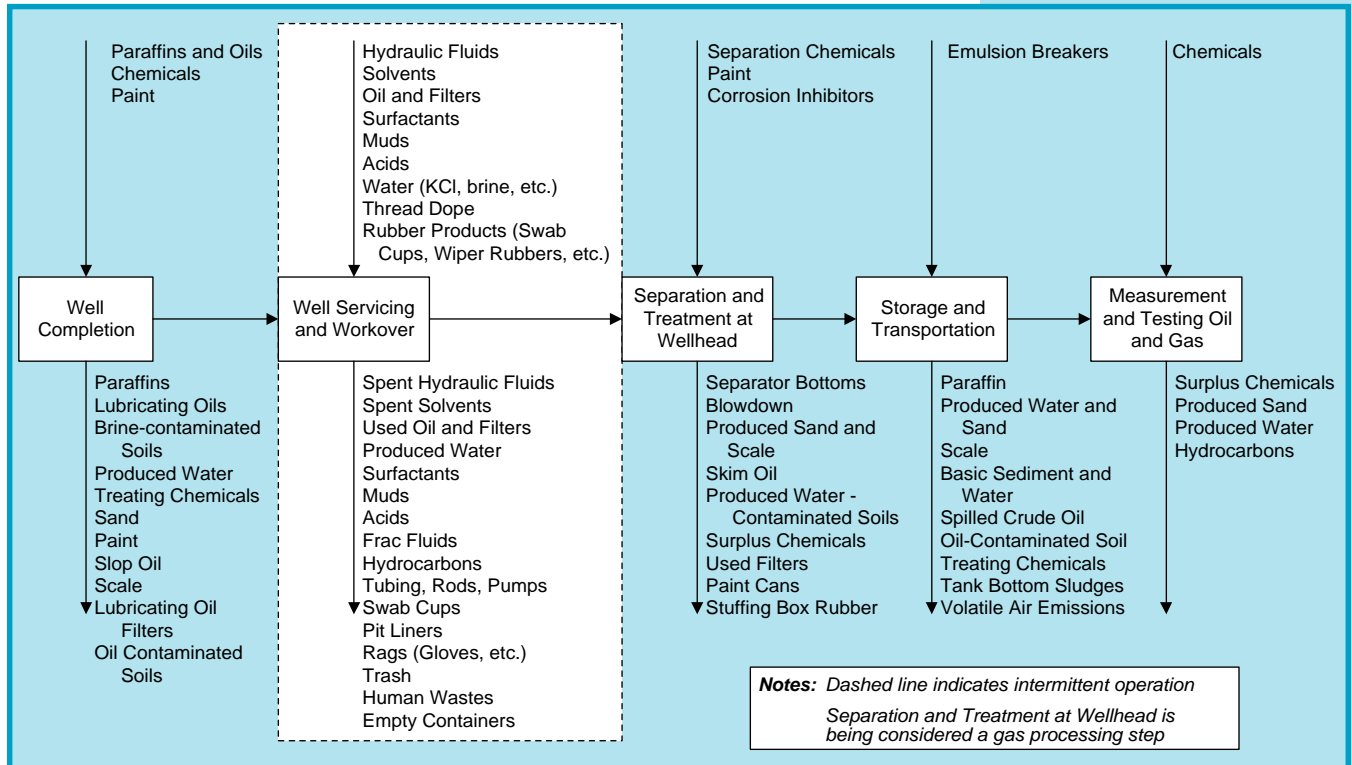 Paraffins and Oils
Chemicals
Paint
Hydraulic Fluids
Solvents
Oil and Filters
Surfactants
Muds
Acids
Water (KCl, brine, etc.)
Thread Dope
Rubber Products (Swab
Cups, Wiper Rubbers, etc.)
Separation Chemicals
Paint
Corrosion Inhibitors
Emulsion Breakers
Chemicals
Well
Completion
Well Servicing
and Workover
Separation and
Treatment at
Wellhead
Storage and
Transportation
Measurement
and Testing Oil
and Gas
Paraffins
Lubricating Oils
Brine-contaminated
Soils
Produced Water
Treating Chemicals
Sand
Paint
Slop Oil
Scale
Lubricating Oil
Filters
Oil Contaminated
Soils
Spent Hydraulic Fluids
Spent Solvents
Used Oil and Filters
Produced Water
Surfactants
Muds
Acids
Frac Fluids
Hydrocarbons
Tubing, Rods, Pumps
Swab Cups
Pit Liners
Rags (Gloves, etc.)
Trash
Human Wastes
Empty Containers
Separator Bottoms
Blowdown
Produced Sand and
Scale
Skim Oil
Produced Water -
Contaminated Soils
Surplus Chemicals
Used Filters
Paint Cans
Stuffing Box Rubber
Paraffin
Produced Water and
Sand
Scale
Basic Sediment and
Water
Spilled Crude Oil
Oil-Contaminated Soil
Treating Chemicals
Tank Bottom Sludges
Volatile Air Emissions
Surplus Chemicals
Produced Sand
Produced Water
Hydrocarbons
Notes: Dashed line indicates intermittent operation
Separation and Treatment at Wellhead is
being considered a gas processing step